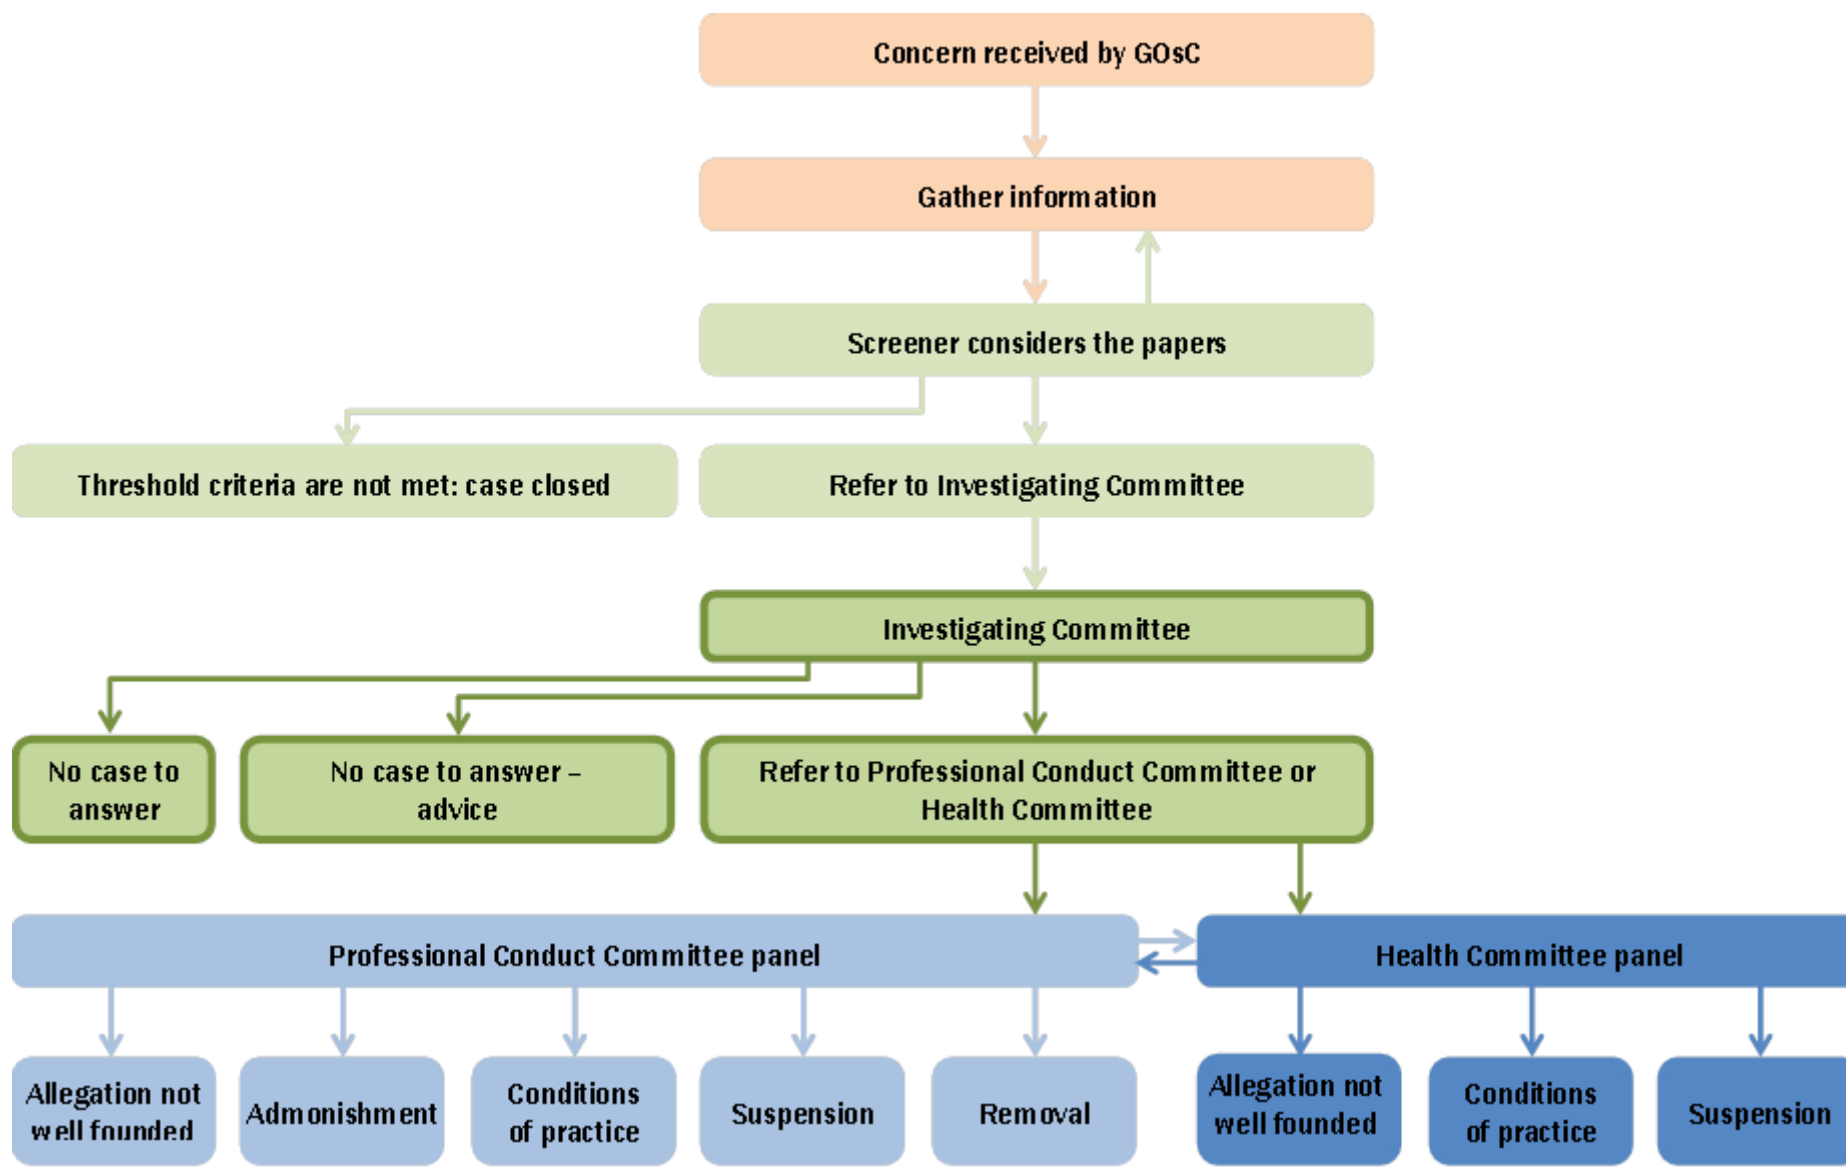 Concern received by GOsC
Gather information
Screener considers the papers
Threshold criteria are not met: case closed
Refer to Investigating Committee
Investigating Committee
No case to
answer
No case to answer –
advice
Refer to Professional Conduct Committee or
Health Committee
Professional Conduct Committee panel
Health Committee panel
Allegation not
well founded
Admonishment
Conditions
of practice
Suspension
Removal
Allegation not
well founded
Conditions
of practice
Suspension